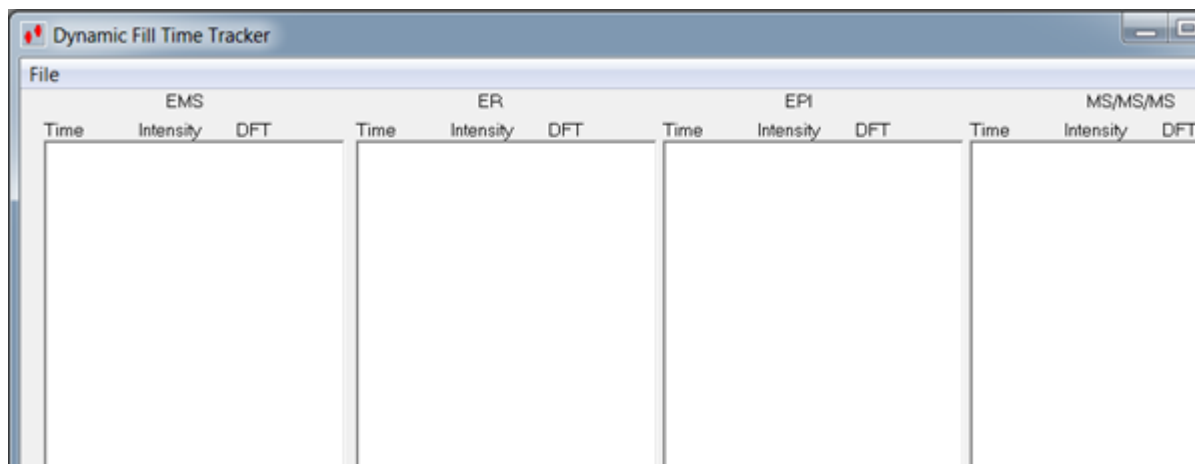 Dynamic Fill Time Tracker
File
EMS ER EPI MS/MS/MS
Time Intensity DFT Time Intensity DFT Time Intensity DFT Time Intensity DFT